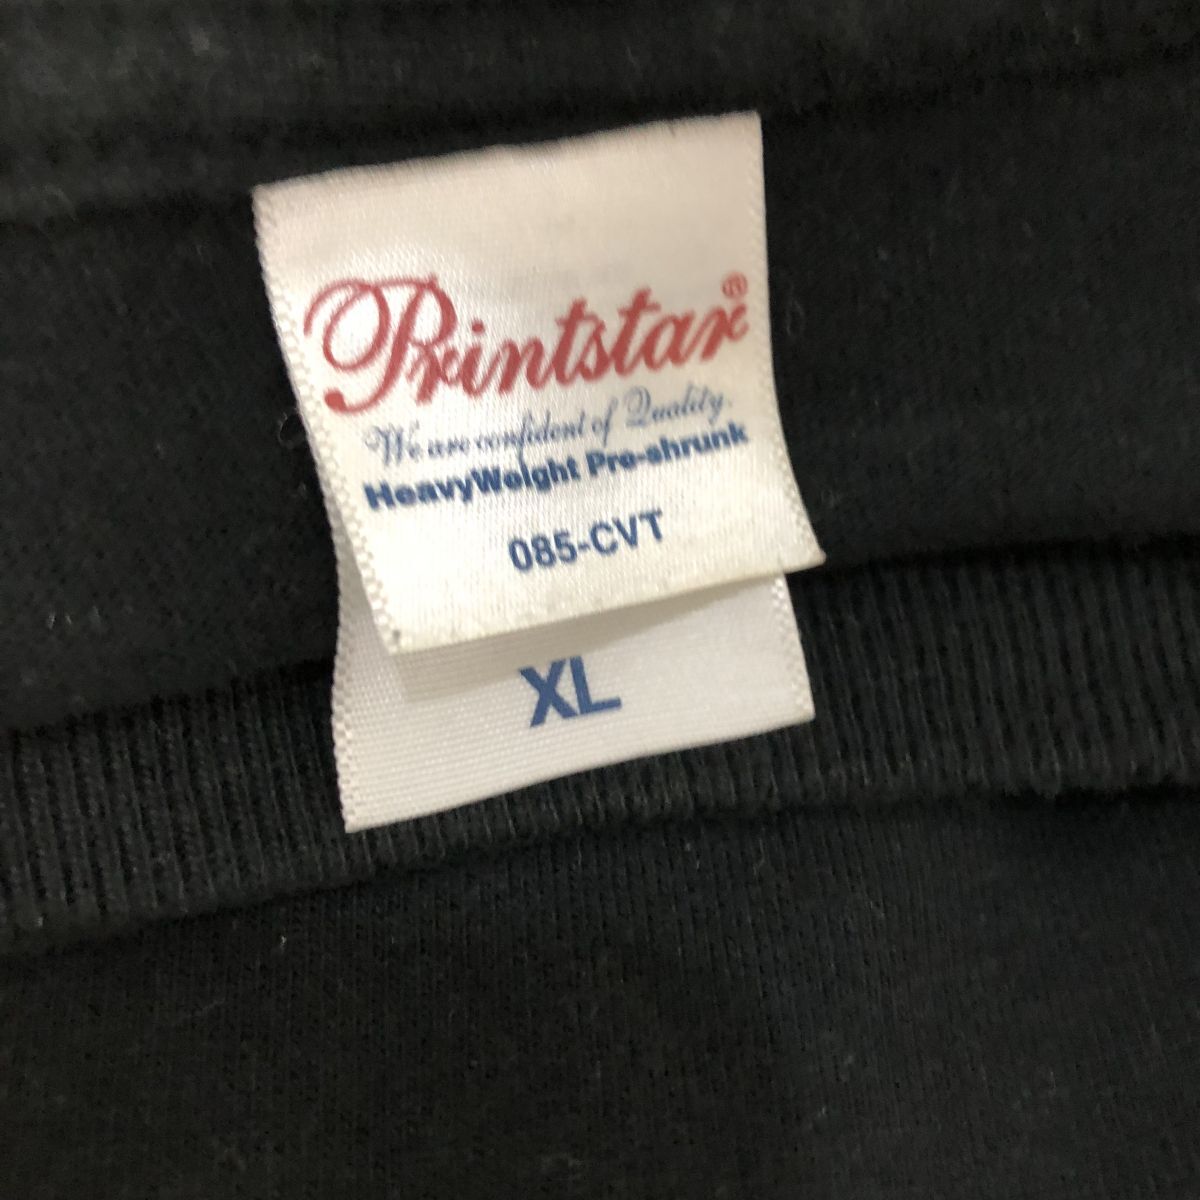 Printstar®
We are confident of Quality.
HeavyWeight Pre-shrunk
085-CVT
XL